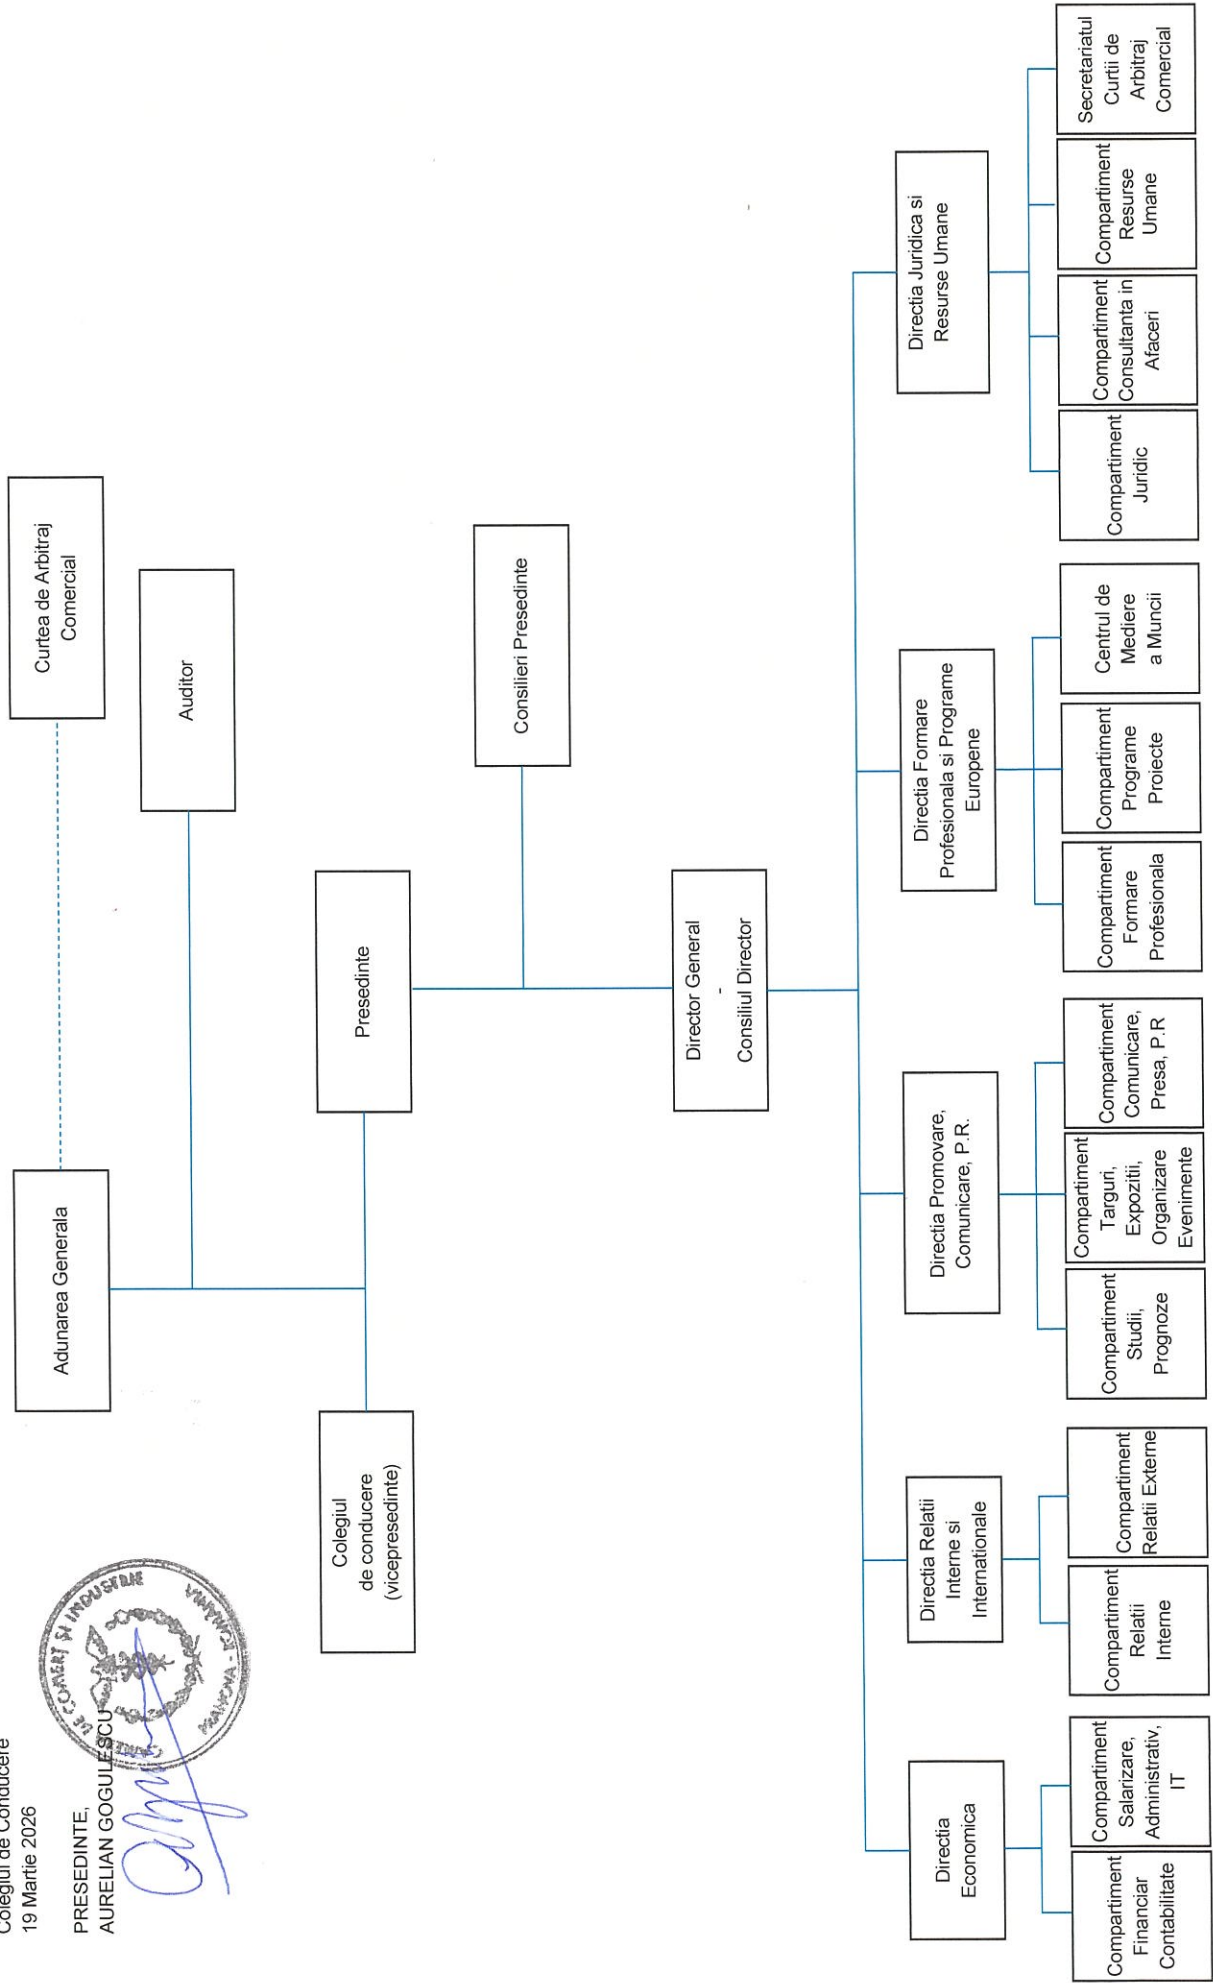 Colegiul de Conducere
19 Martie 2026
PRESEDINTE,
AURELIAN GOGULESCU
DE COMERT SI INDUSTRIE
Adunarea Generala
Curtea de Arbitraj
Comercial
Auditor
Colegiul
de conducere
(vicepresedinte)
Presedinte
Consilieri Presedinte
Director General
-
Consiliul Director
Directia
Economica
Directia Relatii
Interne si
Internationale
Directia Promovare,
Comunicare, P.R.
Directia Formare
Profesionala si Programe
Europene
Directia Juridica si
Resurse Umane
Compartiment
Financiar
Contabilitate
Compartiment
Salarizare,
Administrativ,
IT
Compartiment
Relatii
Interne
Compartiment
Relatii Externe
Compartiment
Studii,
Prognoze
Compartiment
Targuri,
Expozitii,
Organizare
Evenimente
Compartiment
Comunicare,
Presa, P.R
Compartiment
Formare
Profesionala
Compartiment
Programe
Proiecte
Centrul de
Mediere
a Muncii
Compartiment
Juridic
Compartiment
Consultanta in
Afaceri
Compartiment
Resurse
Umane
Secretariatul
Curtii de
Arbitraj
Comercial